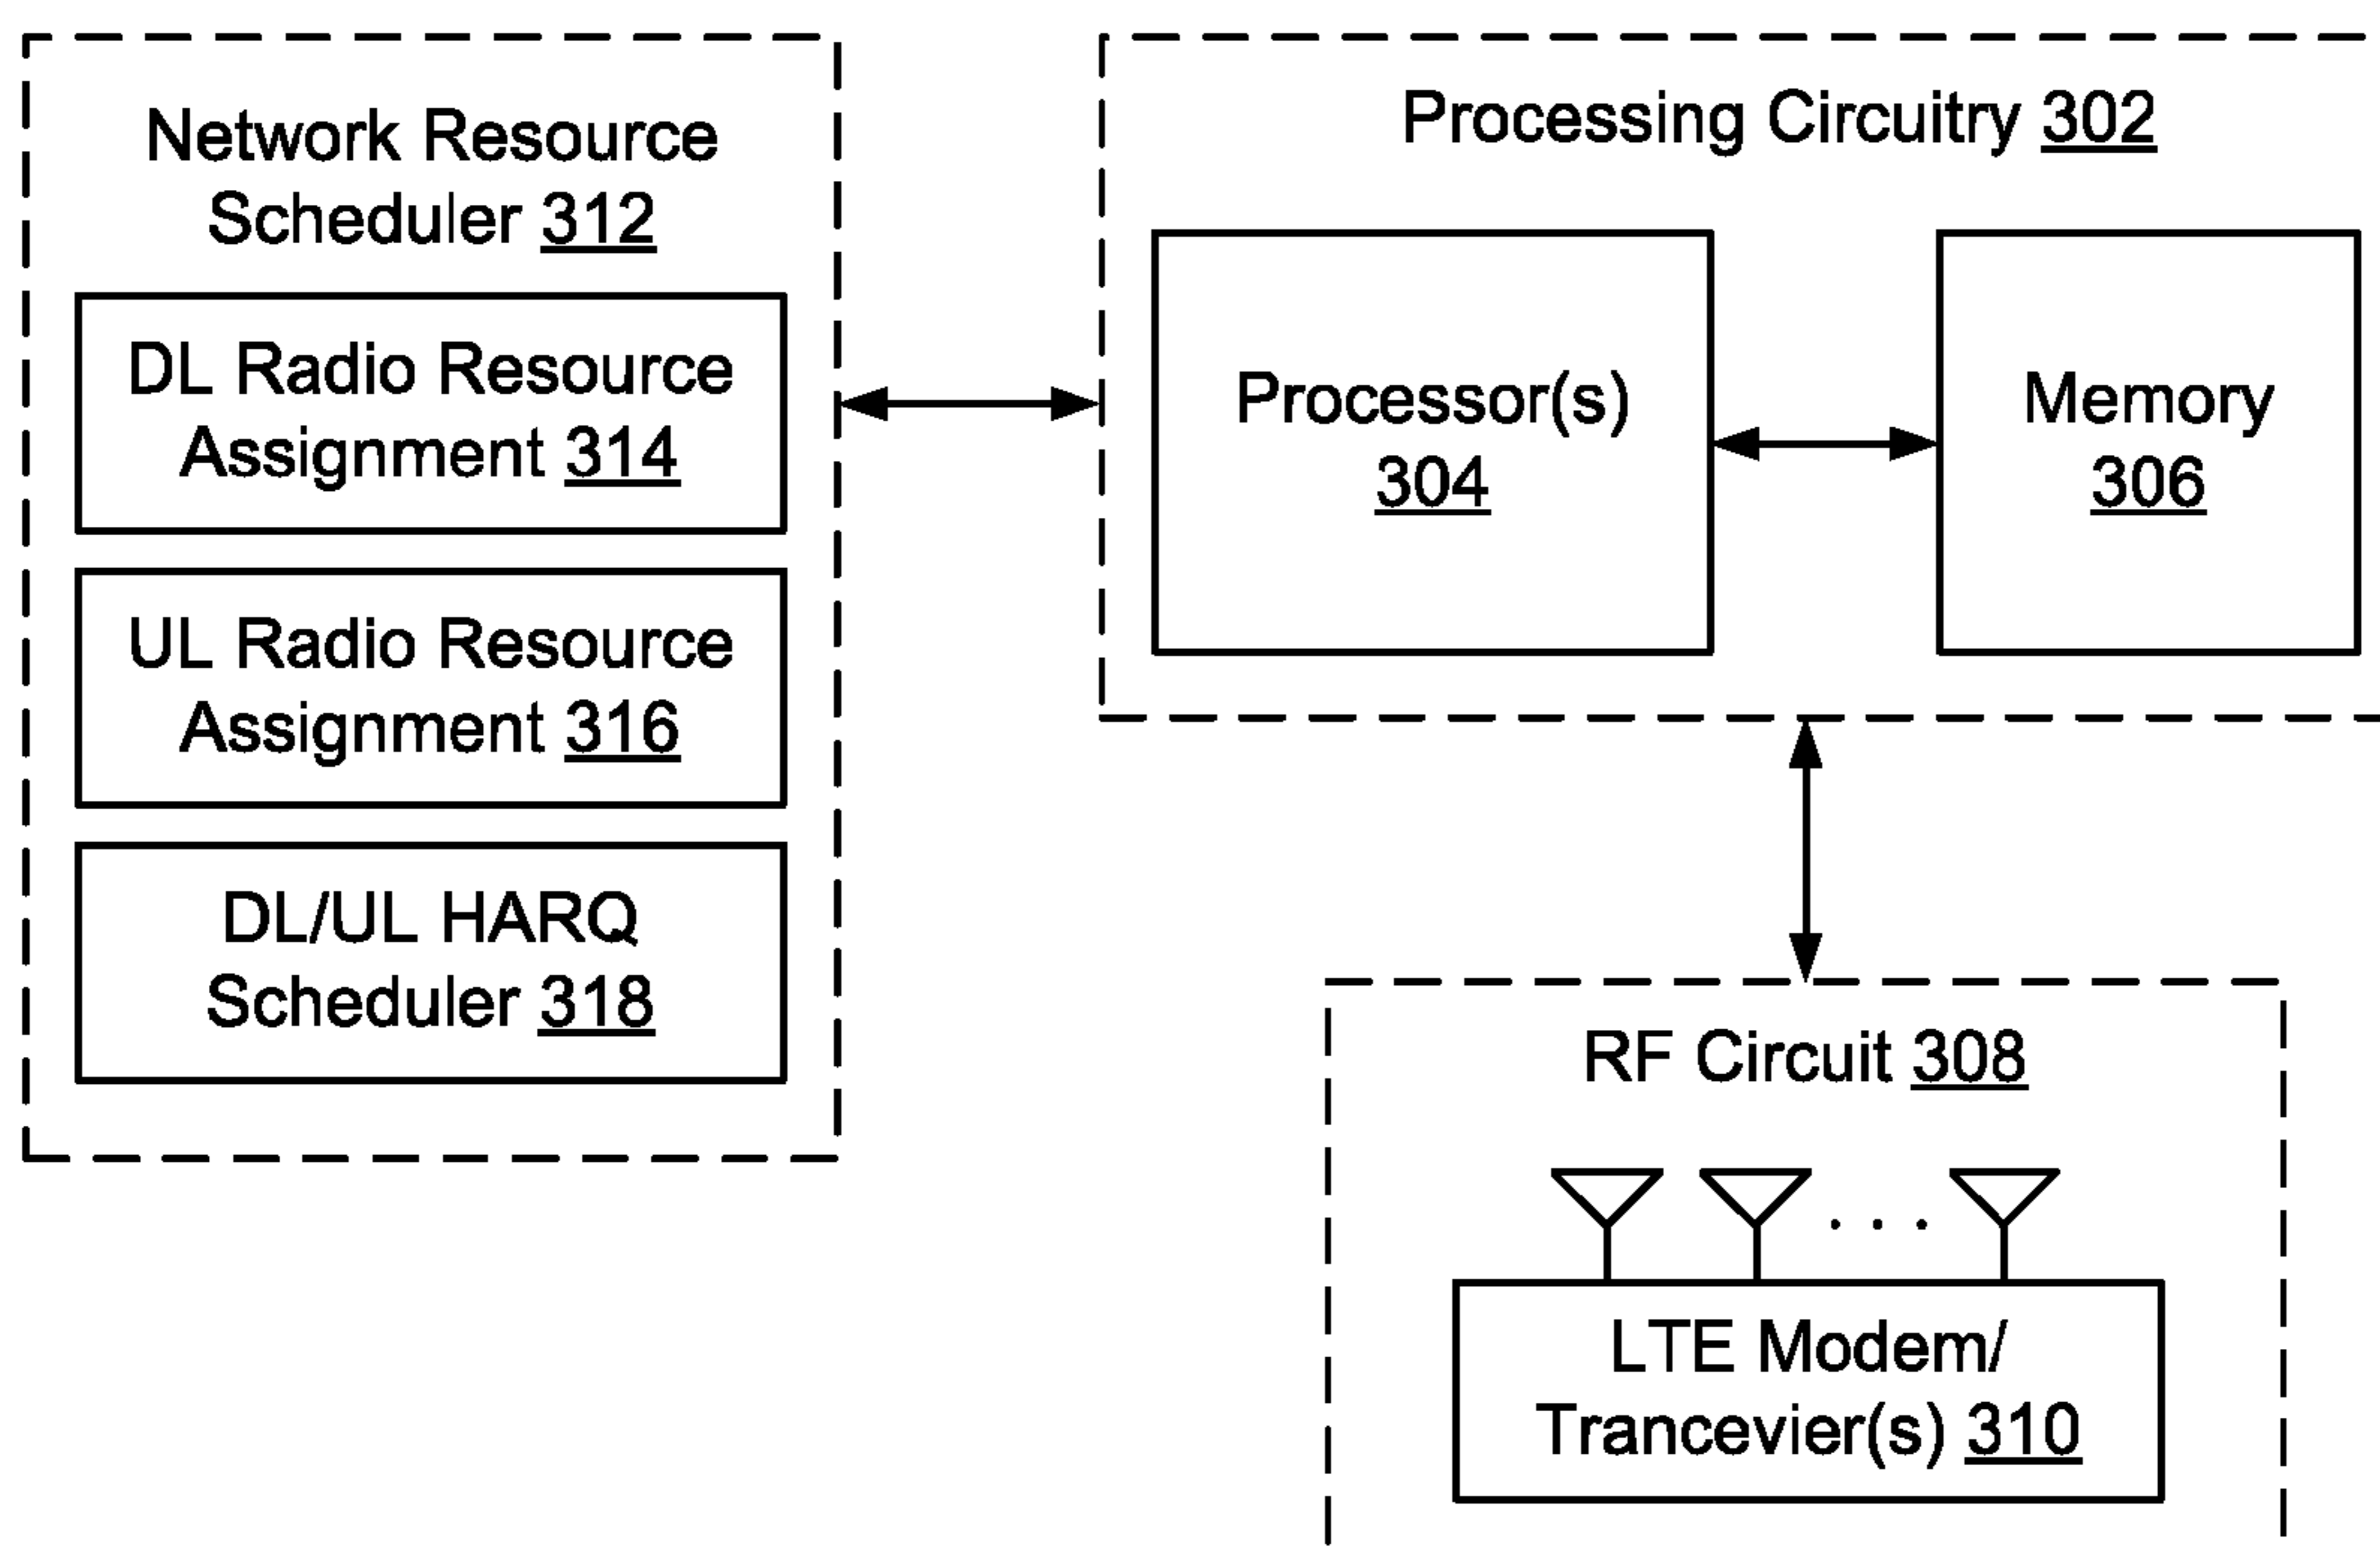 Network Resource
Scheduler 312
DL Radio Resource
Assignment 314
UL Radio Resource
Assignment 316
DL/UL HARQ
Scheduler 318
Processing Circuitry 302
Processor(s)
304
Memory
306
RF Circuit 308
. . .
LTE Modem/
Trancevier(s) 310